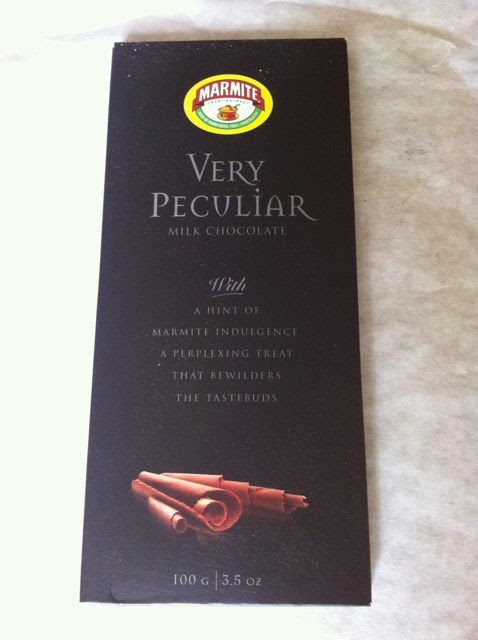 MARMITE
VERY
PECULIAR
MILK CHOCOLATE
With
A HINT OF
MARMITE INDULGENCE
A PERPLEXING TREAT
THAT BEWILDERS
THE TASTEBUDS
100 G | 3.5 OZ